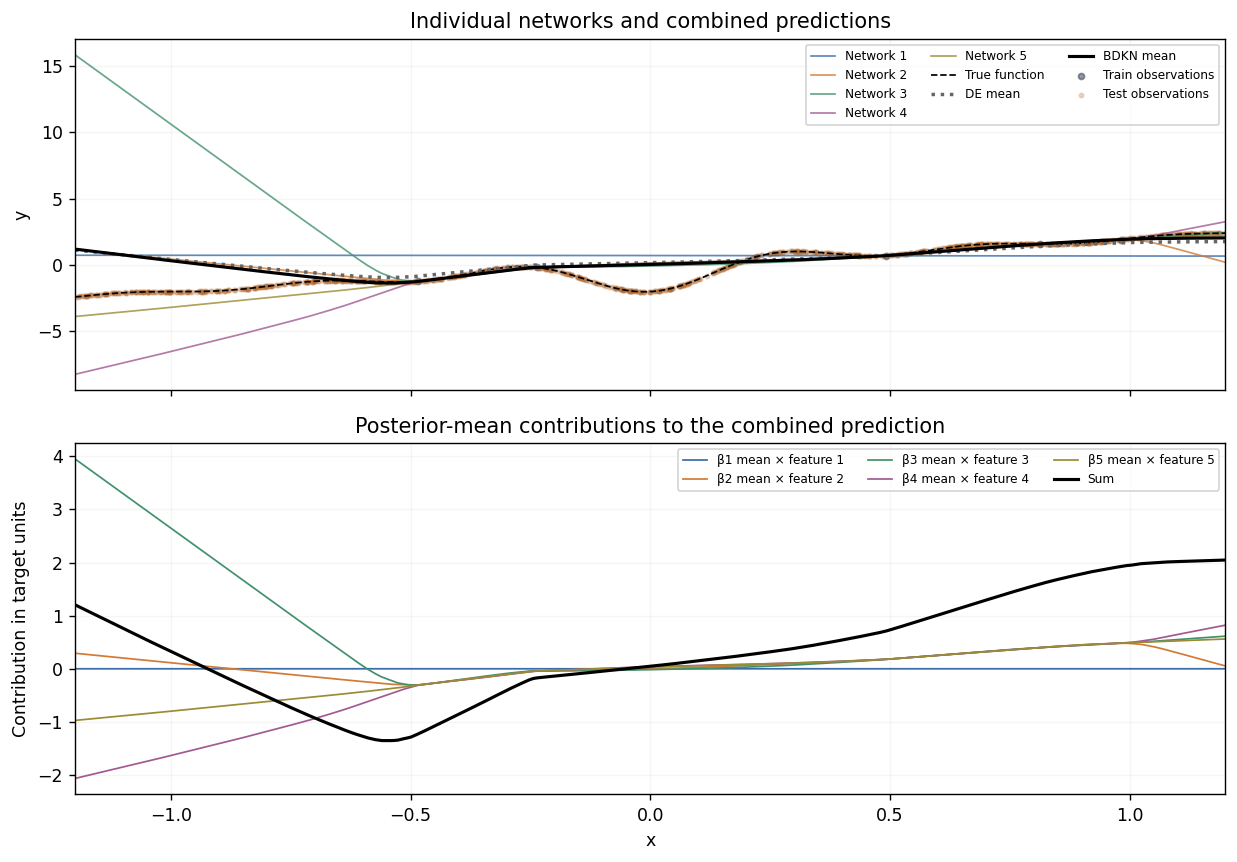 Individual networks and combined predictions
15
10
5
0
−5
y
Network 1
Network 2
Network 3
Network 4
Network 5
True function
DE mean
BDKN mean
Train observations
Test observations
Posterior-mean contributions to the combined prediction
4
3
2
1
0
−1
−2
Contribution in target units
β1 mean × feature 1
β2 mean × feature 2
β3 mean × feature 3
β4 mean × feature 4
β5 mean × feature 5
Sum
−1.0
−0.5
0.0
0.5
1.0
x